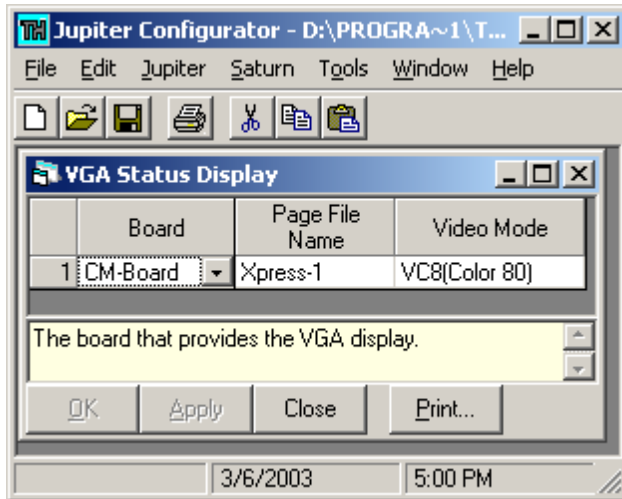 TH Jupiter Configurator - D:\PROGRA~1\T...
File Edit Jupiter Saturn Tools Window Help
VGA Status Display
Board Page File Name Video Mode
1 CM-Board Xpress-1 VC8(Color 80)
The board that provides the VGA display.
OK Apply Close Print...
3/6/2003 5:00 PM